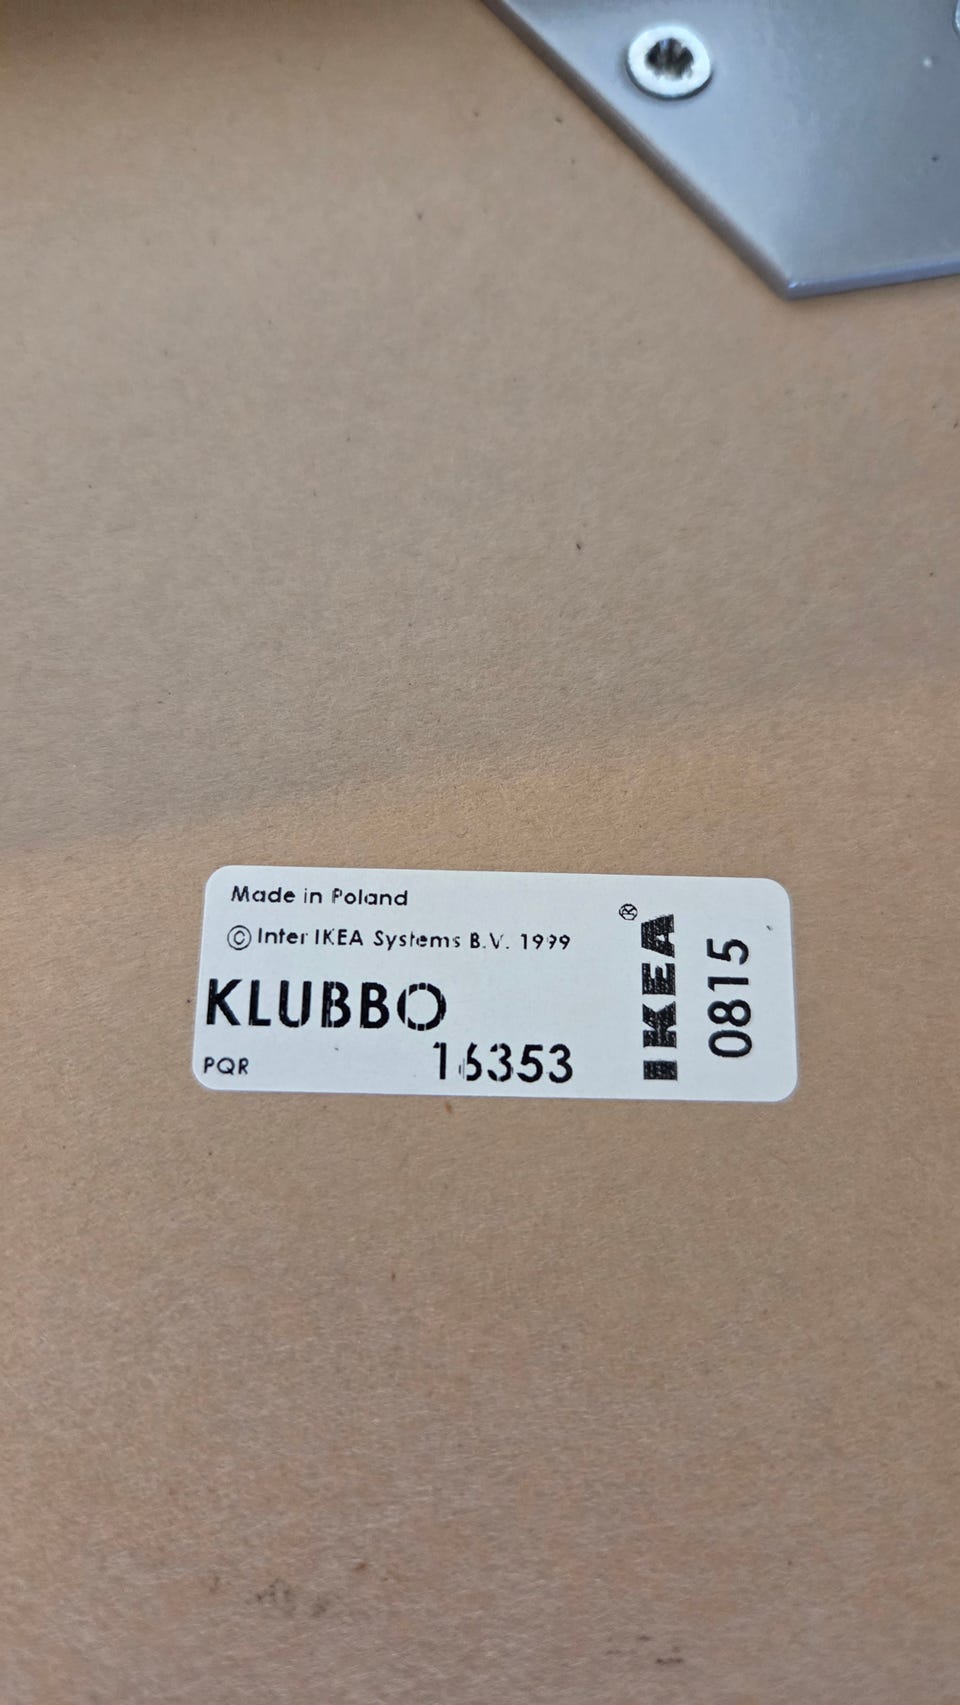 Made in Poland
© Inter IKEA Systems B.V. 1999
KLUBBO
PQR 16353
IKEA®
0815